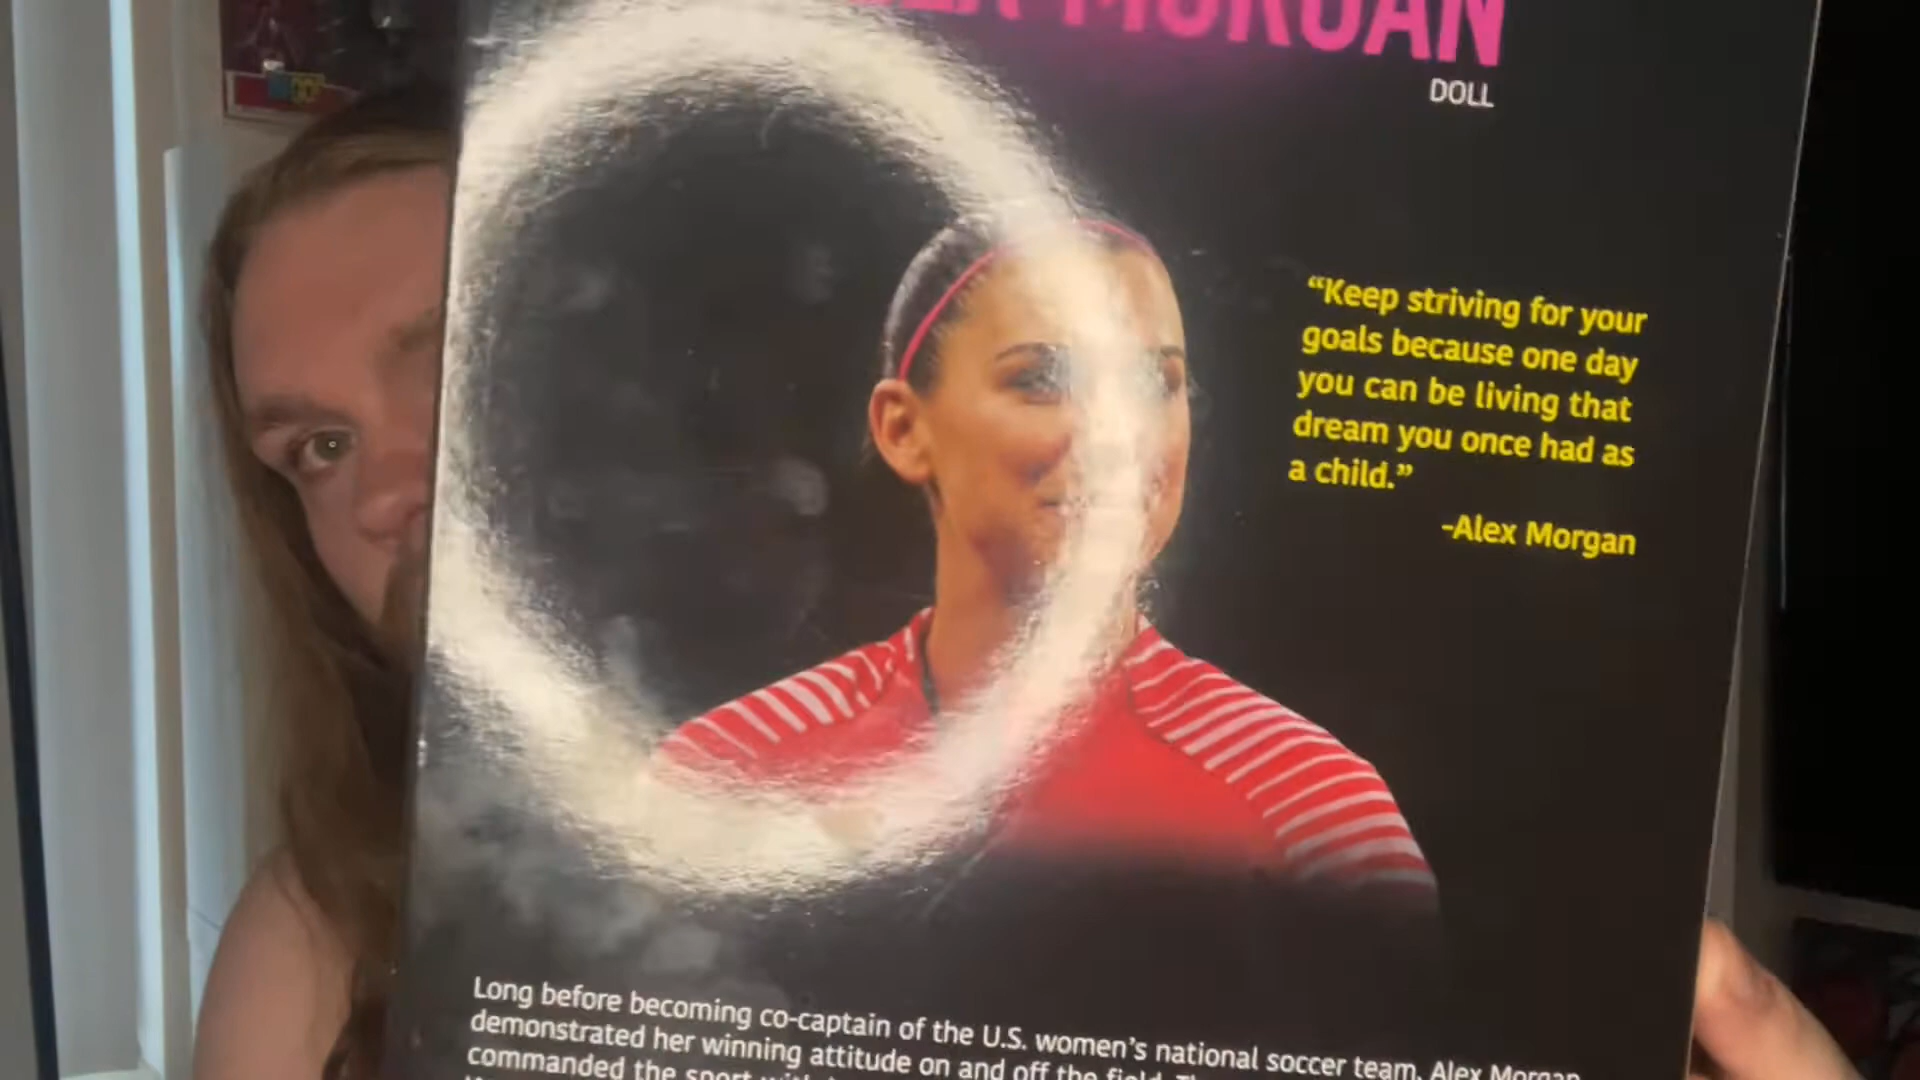 MORGAN
DOLL
“Keep striving for your
goals because one day
you can be living that
dream you once had as
a child.”
-Alex Morgan
Long before becoming co-captain of the U.S. women’s national soccer team, Alex Morgan
demonstrated her winning attitude on and off the field.
commanded the sport